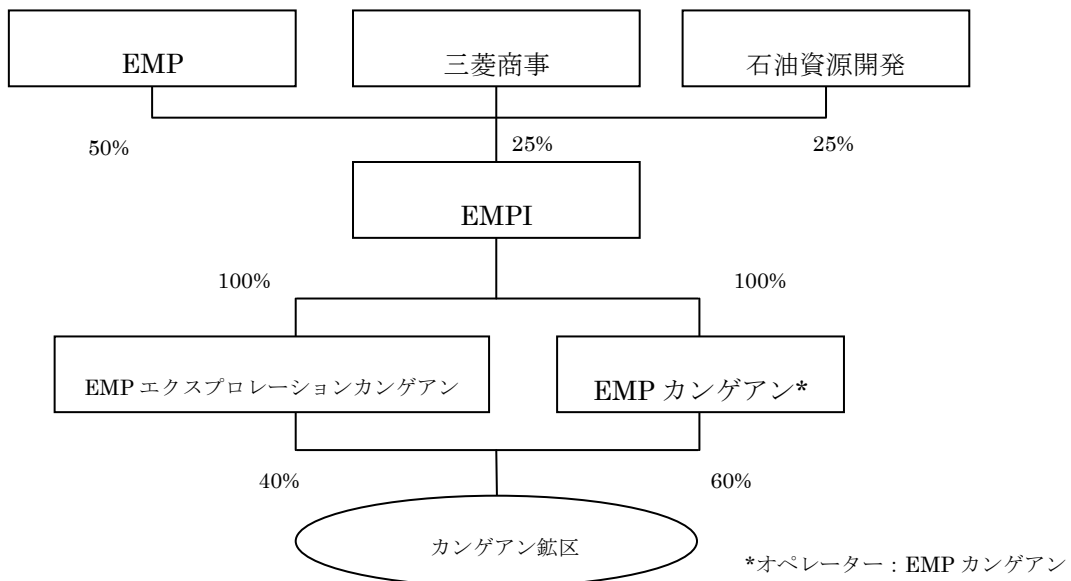 EMP
三菱商事
石油資源開発
50%
25%
25%
EMPI
100%
100%
EMP エクスプロレーションカンゲアン
EMP カンゲアン*
40%
60%
カンゲアン鉱区
*オペレーター：EMP カンゲアン